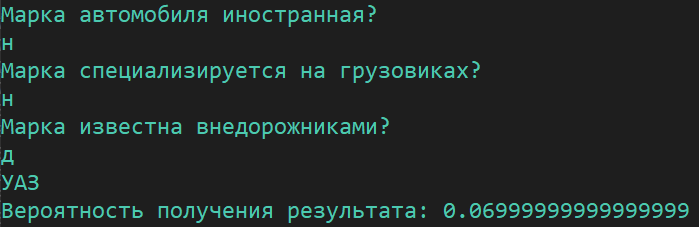 Марка автомобиля иностранная?
н
Марка специализируется на грузовиках?
н
Марка известна внедорожниками?
д
УАЗ
Вероятность получения результата: 0.06999999999999999